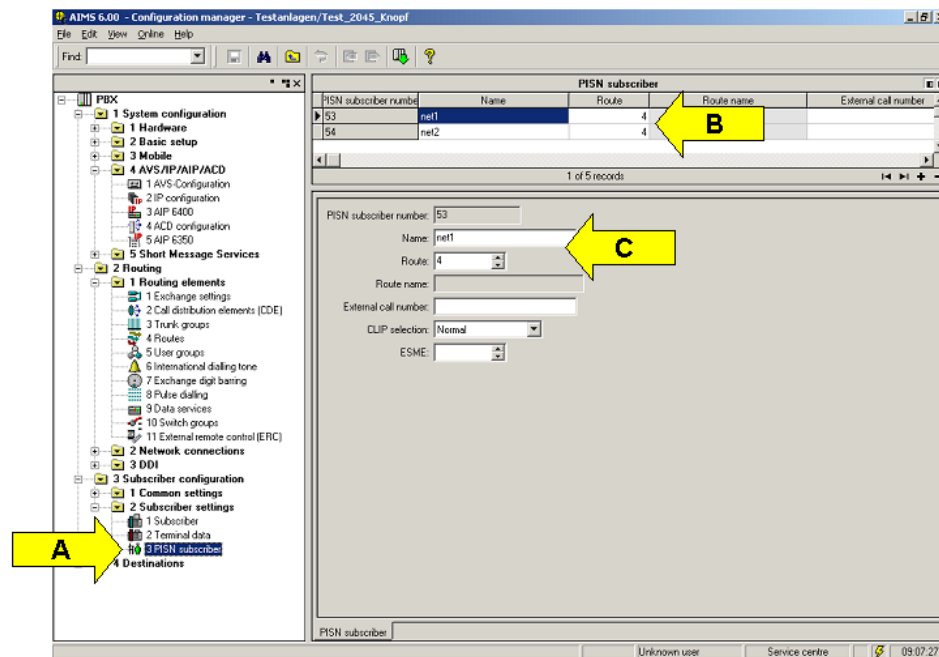 AIMS 6.00 - Configuration manager - Testanlagen/Test_2045_Knopf
File Edit View Online Help
Find:
PBX
1 System configuration
1 Hardware
2 Basic setup
3 Mobile
4 AVS/IP/AIP/ACD
1 AVS-Configuration
2 IP configuration
3 AIP 6400
4 ACD configuration
5 AIP 6350
5 Short Message Services
2 Routing
1 Routing elements
1 Exchange settings
2 Call distribution elements (CDE)
3 Trunk groups
4 Routes
5 User groups
6 International dialling tone
7 Exchange digit barring
8 Pulse dialling
9 Data services
10 Switch groups
11 External remote control (ERC)
2 Network connections
3 DDI
3 Subscriber configuration
1 Common settings
2 Subscriber settings
1 Subscriber
2 Terminal data
3 PISN subscriber
4 Destinations
A
PISN subscriber
PISN subscriber numbe Name Route Route name External call number
53 net1 4
54 net2 4
B
1 of 5 records
PISN subscriber number: 53
Name: net1
Route: 4
Route name:
External call number:
CLIP selection: Normal
ESME:
C
PISN subscriber
Unknown user Service centre 09:07:27